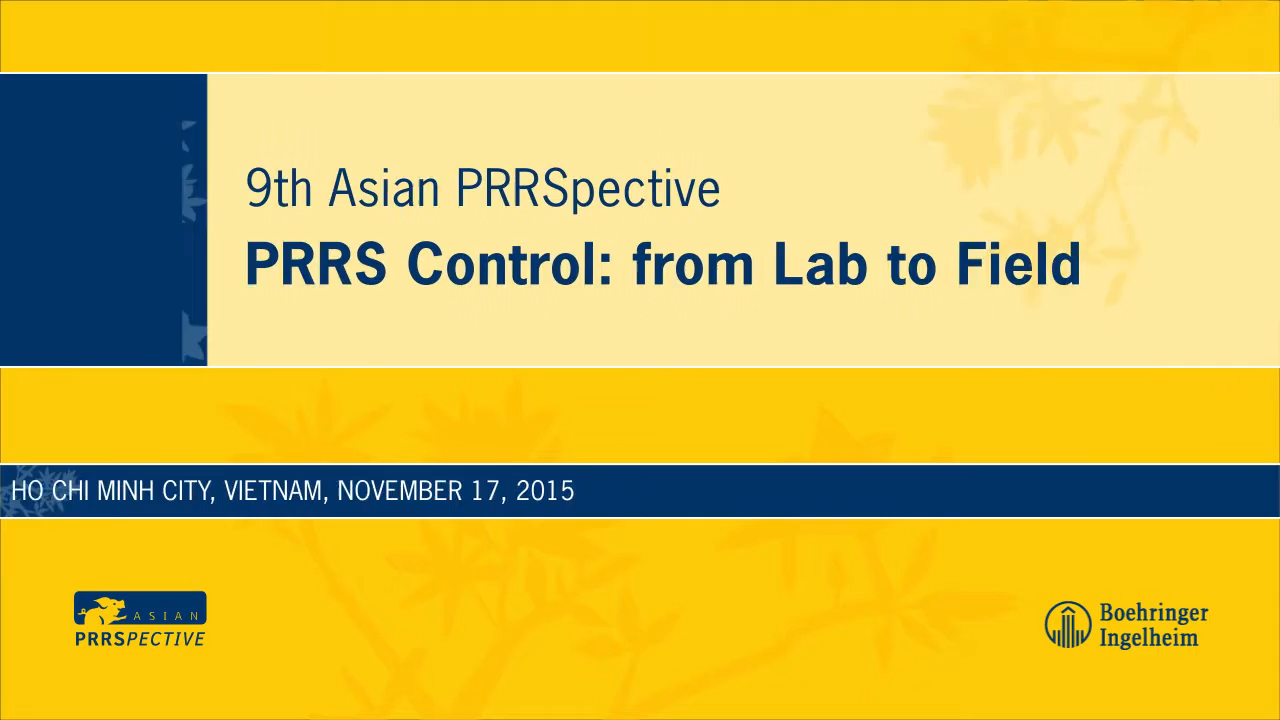 9th Asian PRRSpective
PRRS Control: from Lab to Field
HO CHI MINH CITY, VIETNAM, NOVEMBER 17, 2015
ASIAN
PRRSPECTIVE
Boehringer
Ingelheim